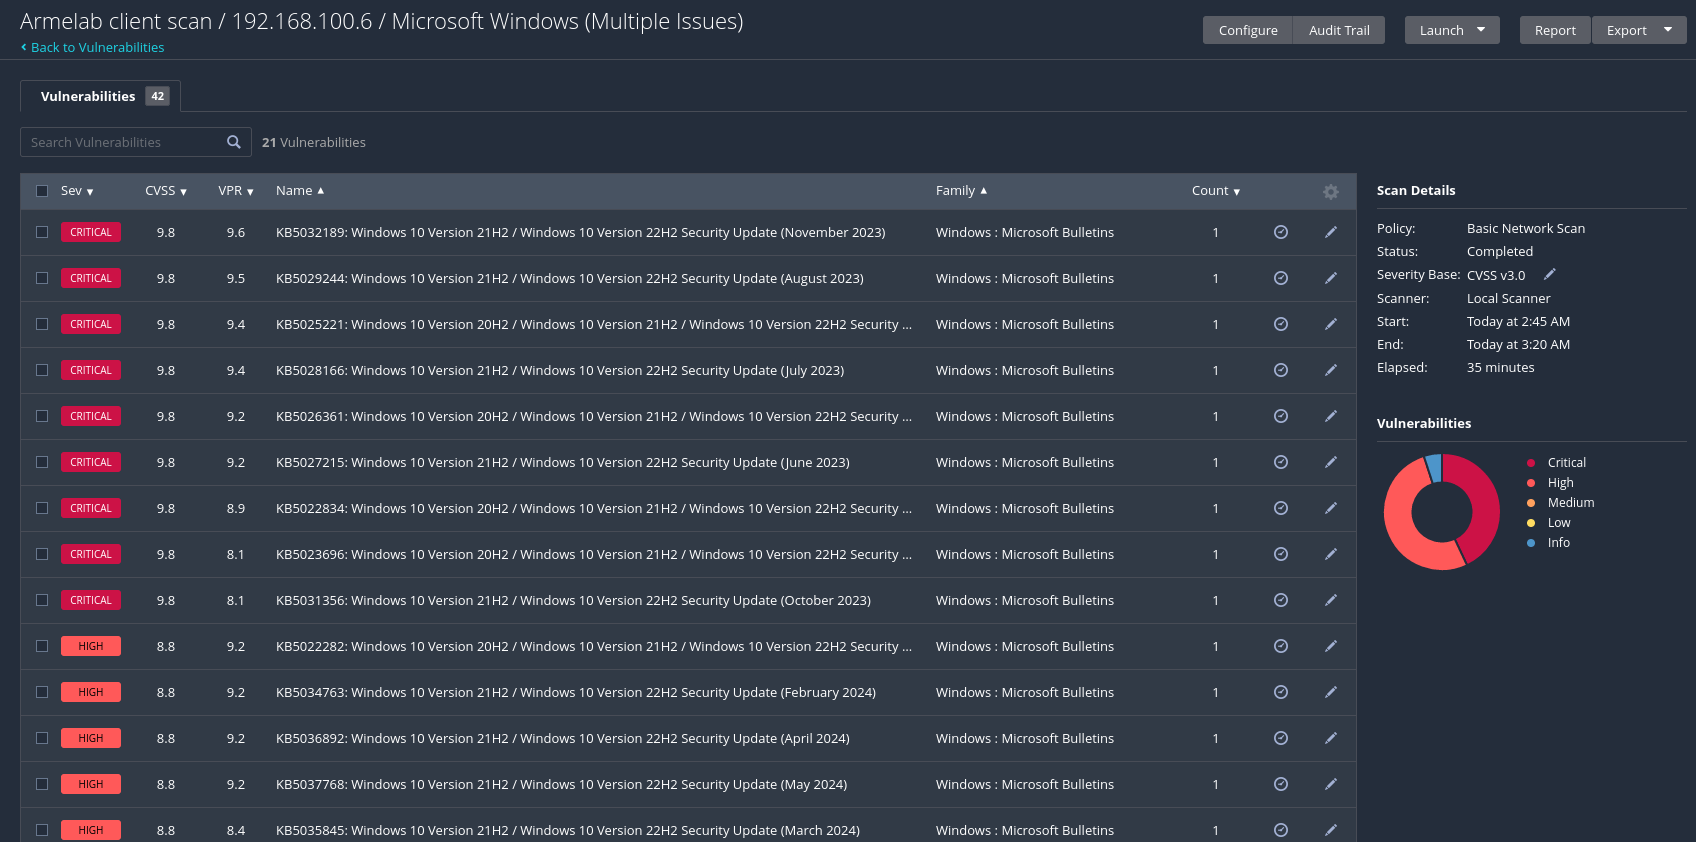 Armelab client scan / 192.168.100.6 / Microsoft Windows (Multiple Issues)
Back to Vulnerabilities
Configure Audit Trail Launch Report Export
Vulnerabilities 42
Search Vulnerabilities 21 Vulnerabilities
Sev CVSS VPR Name Family Count
CRITICAL 9.8 9.6 KB5032189: Windows 10 Version 21H2 / Windows 10 Version 22H2 Security Update (November 2023) Windows : Microsoft Bulletins 1
CRITICAL 9.8 9.5 KB5029244: Windows 10 Version 21H2 / Windows 10 Version 22H2 Security Update (August 2023) Windows : Microsoft Bulletins 1
CRITICAL 9.8 9.4 KB5025221: Windows 10 Version 20H2 / Windows 10 Version 21H2 / Windows 10 Version 22H2 Security ... Windows : Microsoft Bulletins 1
CRITICAL 9.8 9.4 KB5028166: Windows 10 Version 21H2 / Windows 10 Version 22H2 Security Update (July 2023) Windows : Microsoft Bulletins 1
CRITICAL 9.8 9.2 KB5026361: Windows 10 Version 20H2 / Windows 10 Version 21H2 / Windows 10 Version 22H2 Security ... Windows : Microsoft Bulletins 1
CRITICAL 9.8 9.2 KB5027215: Windows 10 Version 21H2 / Windows 10 Version 22H2 Security Update (June 2023) Windows : Microsoft Bulletins 1
CRITICAL 9.8 8.9 KB5022834: Windows 10 Version 20H2 / Windows 10 Version 21H2 / Windows 10 Version 22H2 Security ... Windows : Microsoft Bulletins 1
CRITICAL 9.8 8.1 KB5023696: Windows 10 Version 20H2 / Windows 10 Version 21H2 / Windows 10 Version 22H2 Security ... Windows : Microsoft Bulletins 1
CRITICAL 9.8 8.1 KB5031356: Windows 10 Version 21H2 / Windows 10 Version 22H2 Security Update (October 2023) Windows : Microsoft Bulletins 1
HIGH 8.8 9.2 KB5022282: Windows 10 Version 20H2 / Windows 10 Version 21H2 / Windows 10 Version 22H2 Security ... Windows : Microsoft Bulletins 1
HIGH 8.8 9.2 KB5034763: Windows 10 Version 21H2 / Windows 10 Version 22H2 Security Update (February 2024) Windows : Microsoft Bulletins 1
HIGH 8.8 9.2 KB5036892: Windows 10 Version 21H2 / Windows 10 Version 22H2 Security Update (April 2024) Windows : Microsoft Bulletins 1
HIGH 8.8 9.2 KB5037768: Windows 10 Version 21H2 / Windows 10 Version 22H2 Security Update (May 2024) Windows : Microsoft Bulletins 1
HIGH 8.8 8.4 KB5035845: Windows 10 Version 21H2 / Windows 10 Version 22H2 Security Update (March 2024) Windows : Microsoft Bulletins 1
Scan Details
Policy: Basic Network Scan
Status: Completed
Severity Base: CVSS v3.0
Scanner: Local Scanner
Start: Today at 2:45 AM
End: Today at 3:20 AM
Elapsed: 35 minutes
Vulnerabilities
Critical
High
Medium
Low
Info